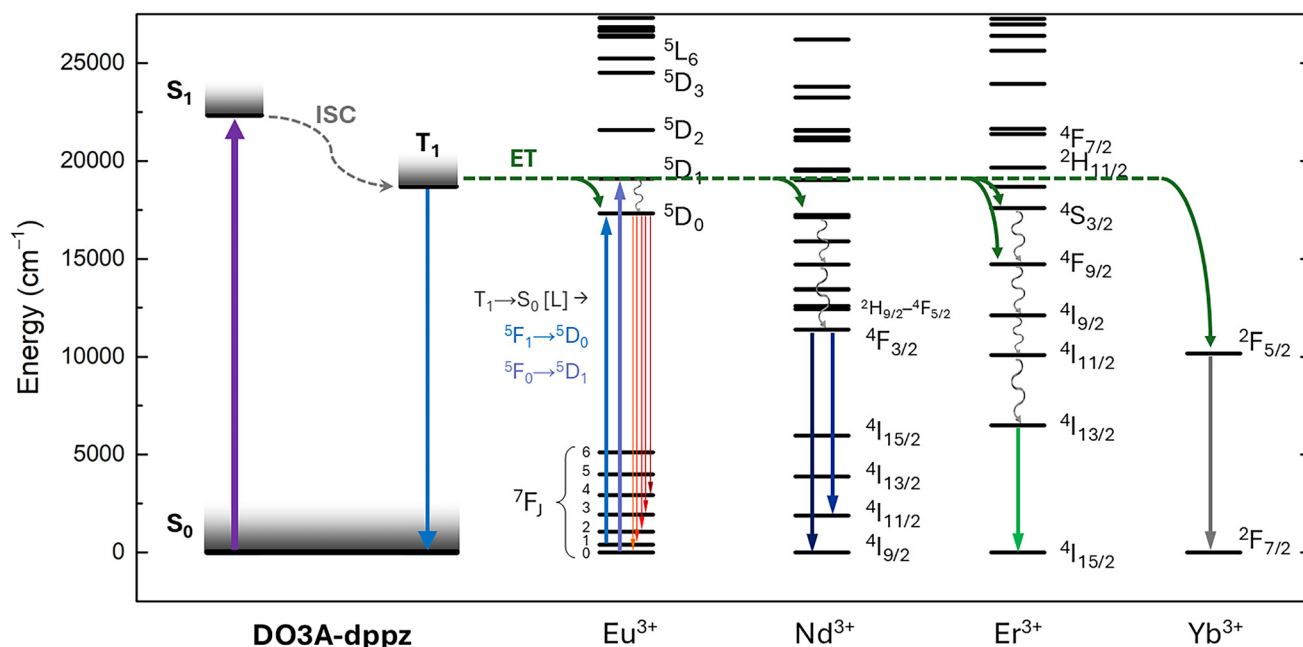 Energy (cm⁻¹)
25000
20000
15000
10000
5000
0
S₁
ISC
T₁
S₀
DO3A-dppz
ET
⁵L₆
⁵D₃
⁵D₂
⁵D₁
⁵D₀
T₁→S₀ [L] →
⁵F₁→⁵D₀
⁵F₀→⁵D₁
⁷F_J
6
5
4
3
2
1
0
Eu³⁺
²H₉/₂–⁴F₅/₂
⁴F₃/₂
⁴I₁₅/₂
⁴I₁₃/₂
⁴I₁₁/₂
⁴I₉/₂
Nd³⁺
⁴F₇/₂
²H₁₁/₂
⁴S₃/₂
⁴F₉/₂
⁴I₉/₂
⁴I₁₁/₂
⁴I₁₃/₂
⁴I₁₅/₂
Er³⁺
²F₅/₂
²F₇/₂
Yb³⁺